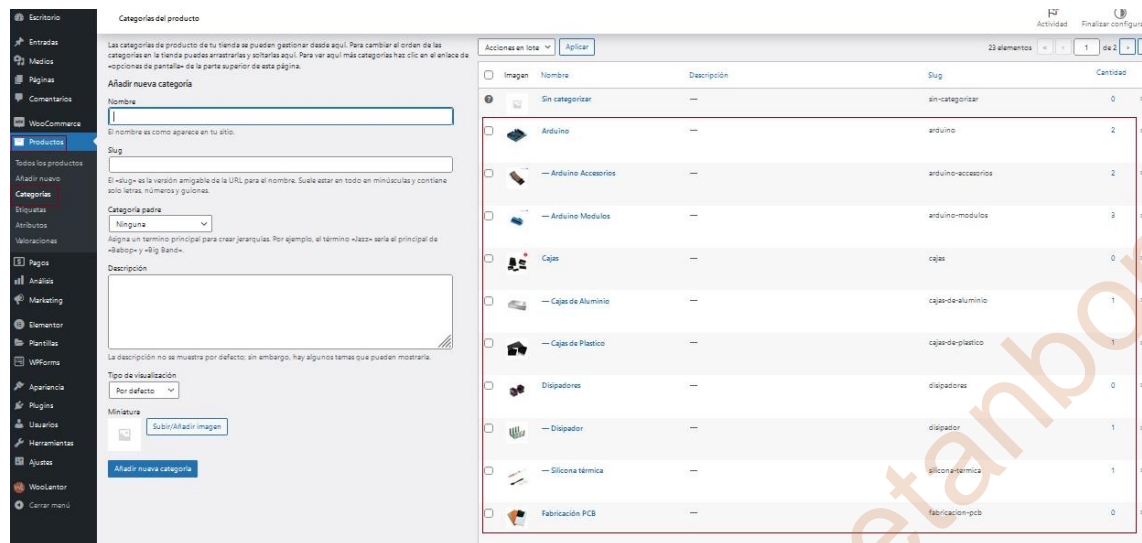 Escritorio
Entradas
Medios
Páginas
Comentarios
WooCommerce
Productos
Todos los productos
Añadir nuevo
Categorías
Etiquetas
Atributos
Valoraciones
Pagos
Análisis
Marketing
Elementor
Plantillas
WPForms
Apariencia
Plugins
Usuarios
Herramientas
Ajustes
WooLentor
Cerrar menú
Categorías del producto
Actividad
Finalizar configura
Las categorías de producto de tu tienda se pueden gestionar desde aquí. Para cambiar el orden de las
categorías en la tienda puedes arrastrarlas y soltarlas aquí. Para ver aquí más categorías haz clic en el enlace de
«opciones de pantalla» de la parte superior de esta página.
Añadir nueva categoría
Nombre
El nombre es como aparece en tu sitio.
Slug
El «slug» es la versión amigable de la URL para el nombre. Suele estar en todo en minúsculas y contiene
solo letras, números y guiones.
Categoría padre
Ninguna
Asigna un termino principal para crear jerarquías. Por ejemplo, el término «Jazz» sería el principal de
«Bebop» y «Big Band».
Descripción
La descripción no se muestra por defecto; sin embargo, hay algunos temas que pueden mostrarla.
Tipo de visualización
Por defecto
Miniatura
Subir/Añadir imagen
Añadir nueva categoría
Acciones en lote Aplicar
23 elementos « ‹ 1 de 2 ›
Imagen Nombre Descripción Slug Cantidad
Sin categorizar — sin-categorizar 0
Arduino — arduino 2
— Arduino Accesorios — arduino-accesorios 2
— Arduino Modulos — arduino-modulos 3
Cajas — cajas 0
— Cajas de Aluminio — cajas-de-aluminio 1
— Cajas de Plastico — cajas-de-plastico 1
Disipadores — disipadores 0
— Disipador — disipador 1
— Silicona térmica — silicona-termica 1
Fabricación PCB — fabricacion-pcb 0
etanbo